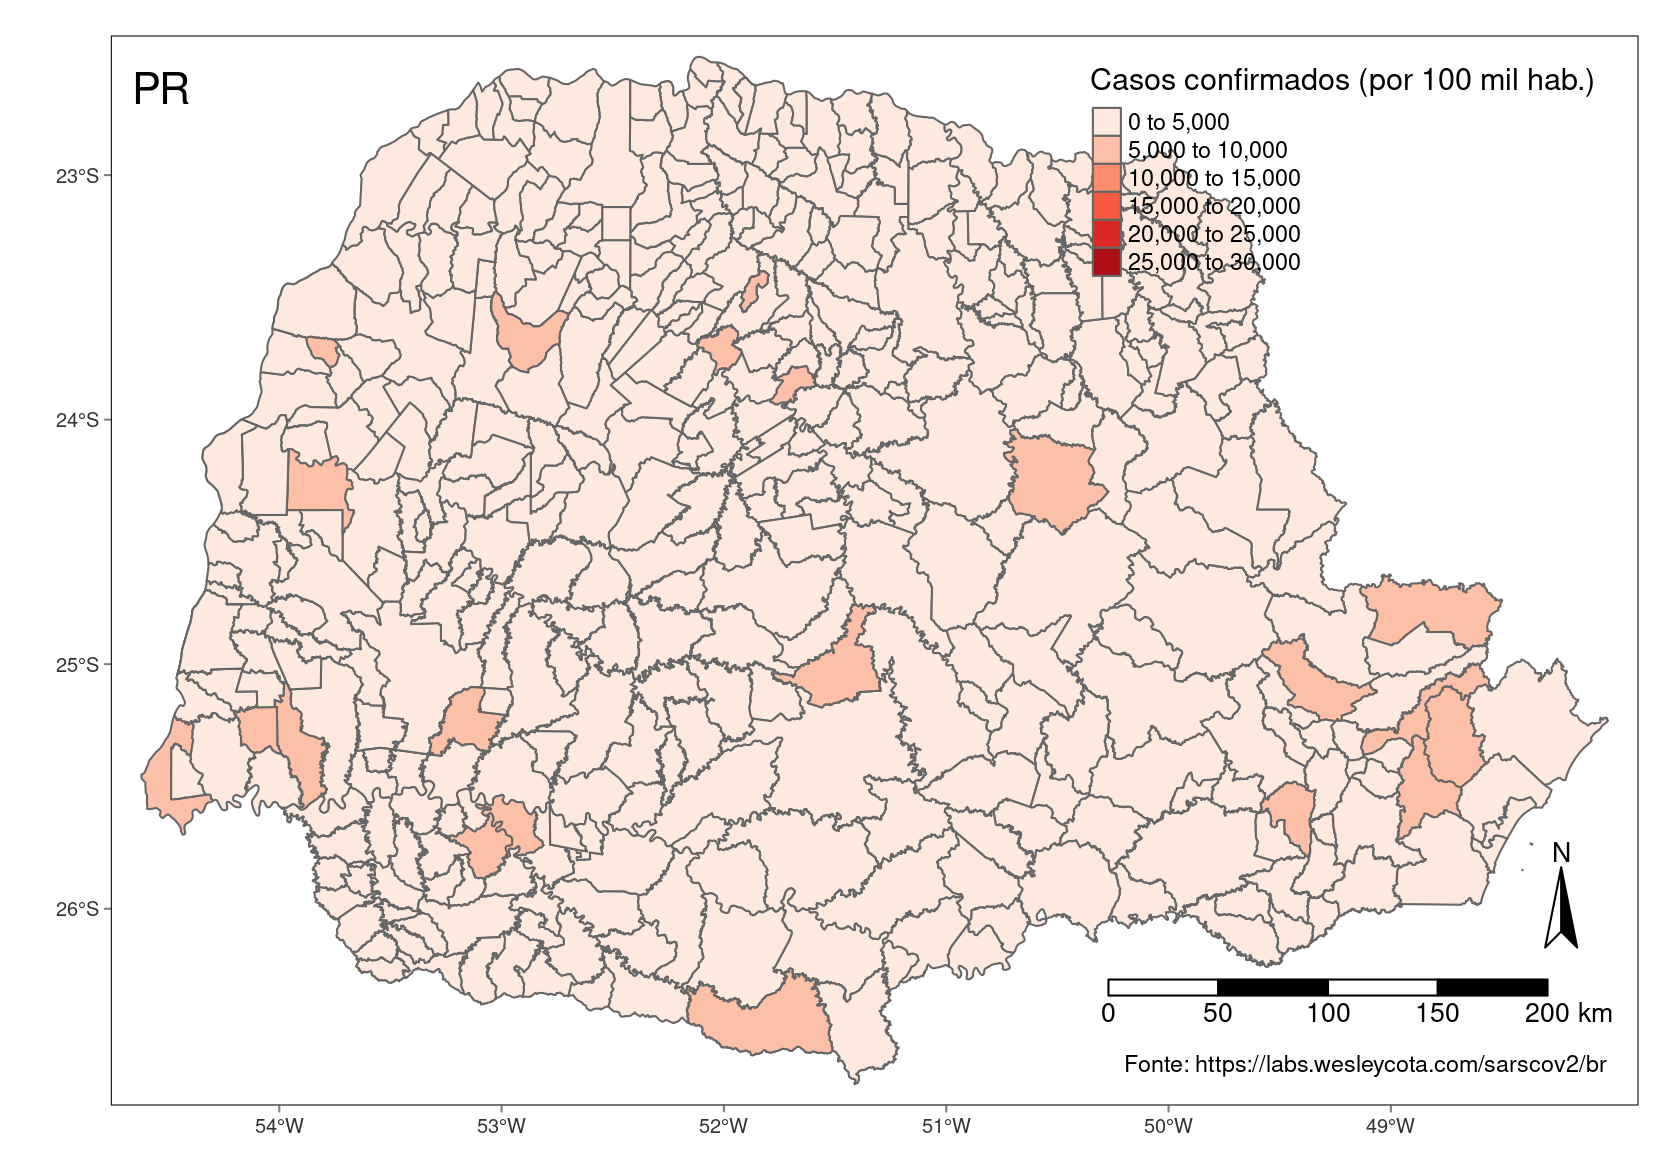 PR
Casos confirmados (por 100 mil hab.)
0 to 5,000
5,000 to 10,000
10,000 to 15,000
15,000 to 20,000
20,000 to 25,000
25,000 to 30,000
23°S
24°S
25°S
26°S
N
0 50 100 150 200 km
Fonte: https://labs.wesleycota.com/sarscov2/br
54°W 53°W 52°W 51°W 50°W 49°W